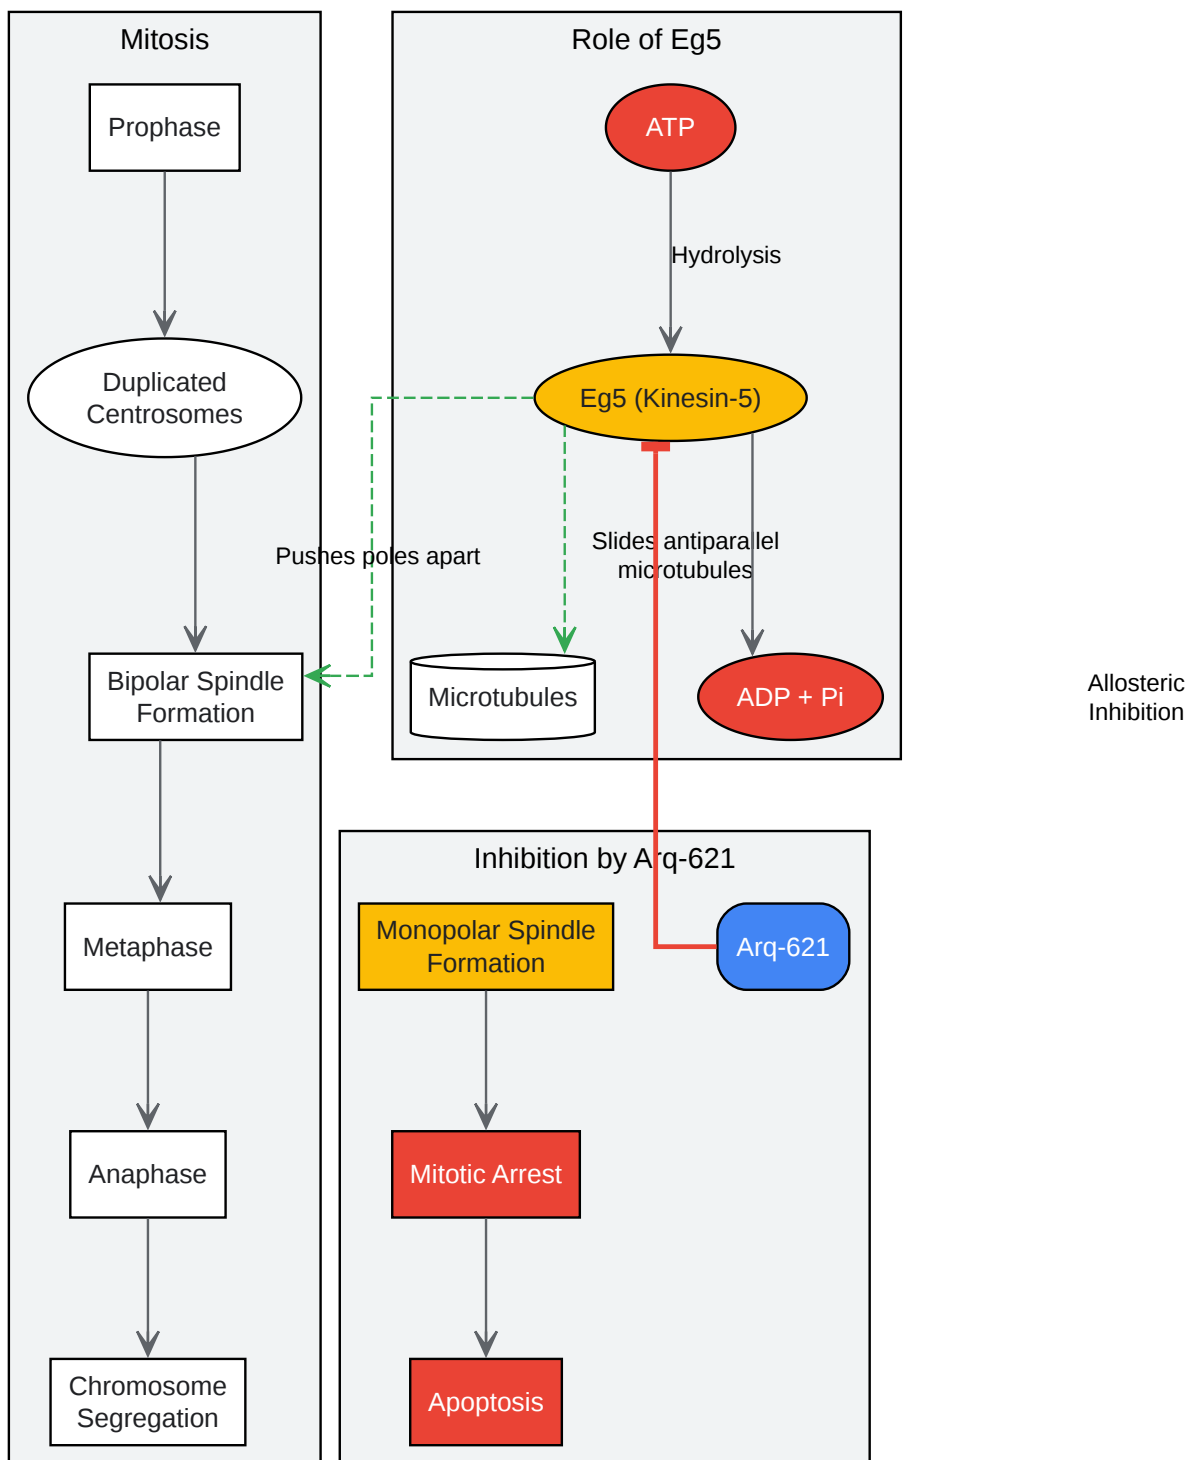 Mitosis
Prophase
Duplicated
Centrosomes
Bipolar Spindle
Formation
Metaphase
Anaphase
Chromosome
Segregation
Pushes poles apart
Role of Eg5
ATP
Hydrolysis
Eg5 (Kinesin-5)
Slides antiparallel
microtubules
Microtubules
ADP + Pi
Allosteric
Inhibition
Inhibition by Arq-621
Monopolar Spindle
Formation
Arq-621
Mitotic Arrest
Apoptosis